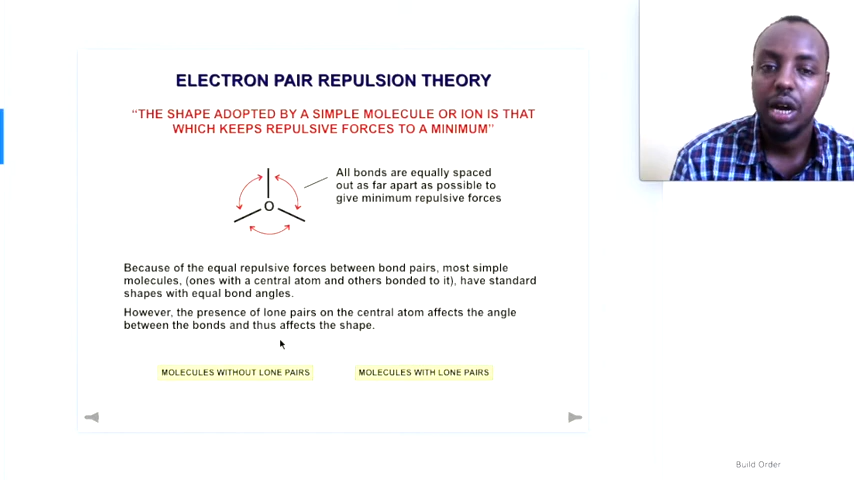 ELECTRON PAIR REPULSION THEORY
“THE SHAPE ADOPTED BY A SIMPLE MOLECULE OR ION IS THAT
WHICH KEEPS REPULSIVE FORCES TO A MINIMUM”
All bonds are equally spaced
out as far apart as possible to
give minimum repulsive forces
O
Because of the equal repulsive forces between bond pairs, most simple
molecules, (ones with a central atom and others bonded to it), have standard
shapes with equal bond angles.
However, the presence of lone pairs on the central atom affects the angle
between the bonds and thus affects the shape.
MOLECULES WITHOUT LONE PAIRS
MOLECULES WITH LONE PAIRS
Build Order